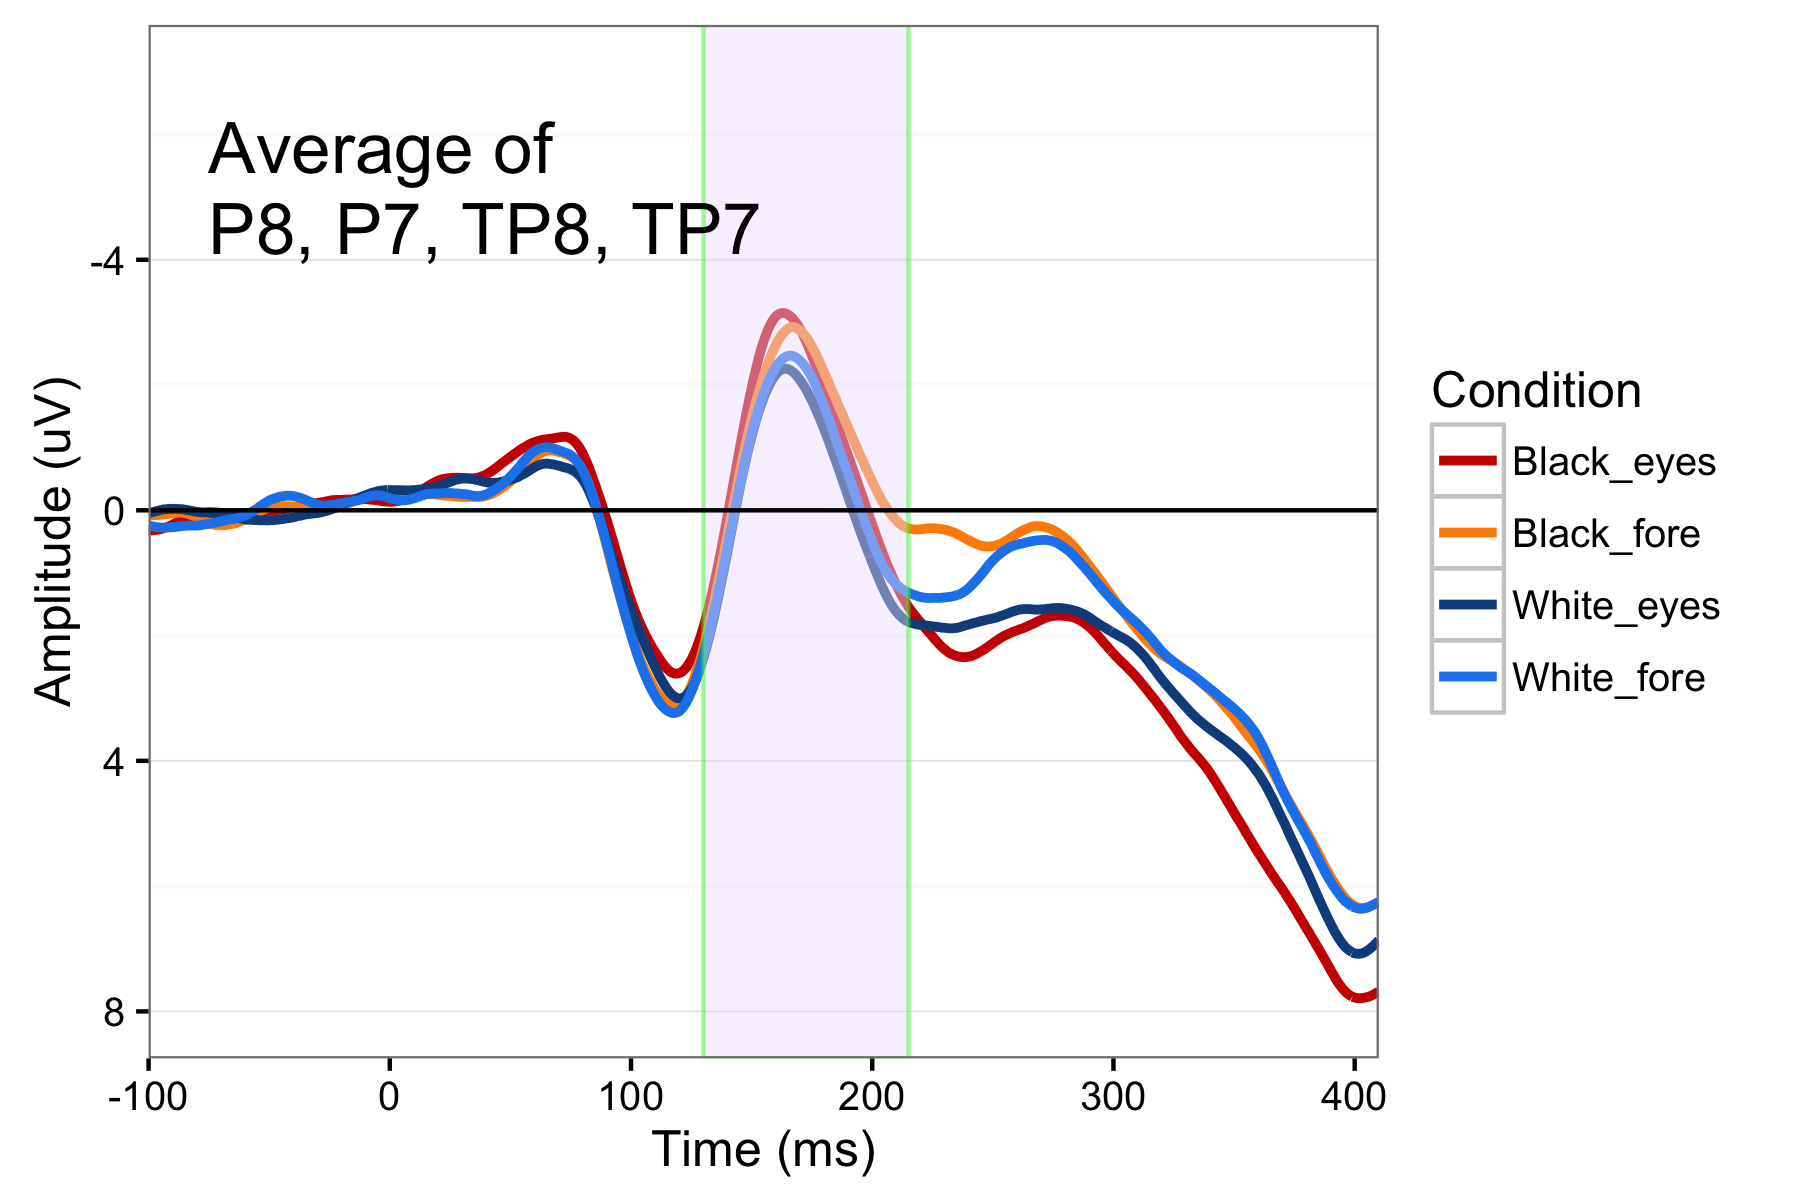 Average of
P8, P7, TP8, TP7
Amplitude (uV)
-4
0
4
8
-100 0 100 200 300 400
Time (ms)
Condition
Black_eyes
Black_fore
White_eyes
White_fore